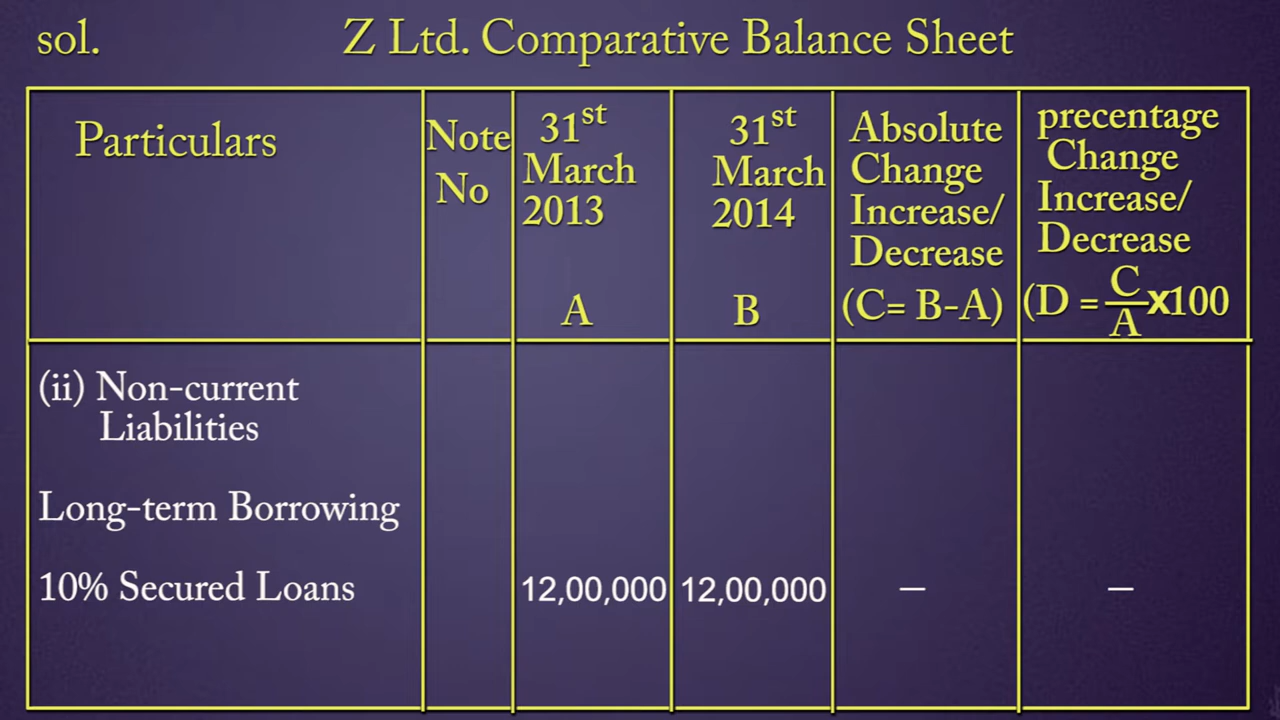 sol. Z Ltd. Comparative Balance Sheet
Particulars
Note
No
31st
March
2013
A
31st
March
2014
B
Absolute
Change
Increase/
Decrease
(C= B-A)
precentage
Change
Increase/
Decrease
(D = C/A x100
(ii) Non-current
Liabilities
Long-term Borrowing
10% Secured Loans 12,00,000 12,00,000 — —